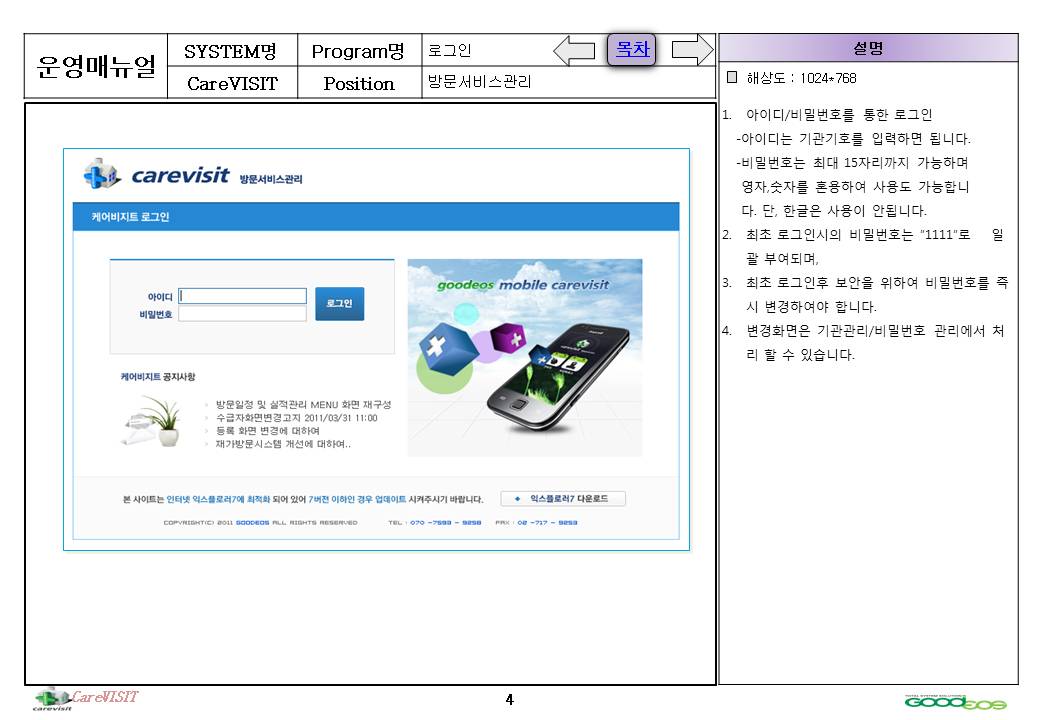 운영매뉴얼
SYSTEM명
Program명
로그인
목차
CareVISIT
Position
방문서비스관리
설명
해상도 : 1024*768
1. 아이디/비밀번호를 통한 로그인
-아이디는 기관기호를 입력하면 됩니다.
-비밀번호는 최대 15자리까지 가능하며
영자,숫자를 혼용하여 사용도 가능합니
다. 단, 한글은 사용이 안됩니다.
2. 최초 로그인시의 비밀번호는 "1111"로 일
괄 부여되며,
3. 최초 로그인후 보안을 위하여 비밀번호를 즉
시 변경하여야 합니다.
4. 변경화면은 기관관리/비밀번호 관리에서 처
리 할 수 있습니다.
carevisit 방문서비스관리
케어비지트 로그인
아이디
비밀번호
로그인
goodeos mobile carevisit
케어비지트 공지사항
방문일정 및 실적관리 MENU 화면 재구성
수급자화면변경고지 2011/03/31 11:00
등록 화면 변경에 대하여
재가방문시스템 개선에 대하여..
본 사이트는 인터넷 익스플로러7에 최적화 되어 있어 7버전 이하인 경우 업데이트 시켜주시기 바랍니다.
익스플로러7 다운로드
COPYRIGHT(C) 2011 GOODEOS ALL RIGHTS RESERVED TEL : 070 -7593 - 9258 FAX : 02 -717 - 9253
carevisit
CareVISIT
4
TOTAL SYSTEM SOLUTIONS
GOODEOS